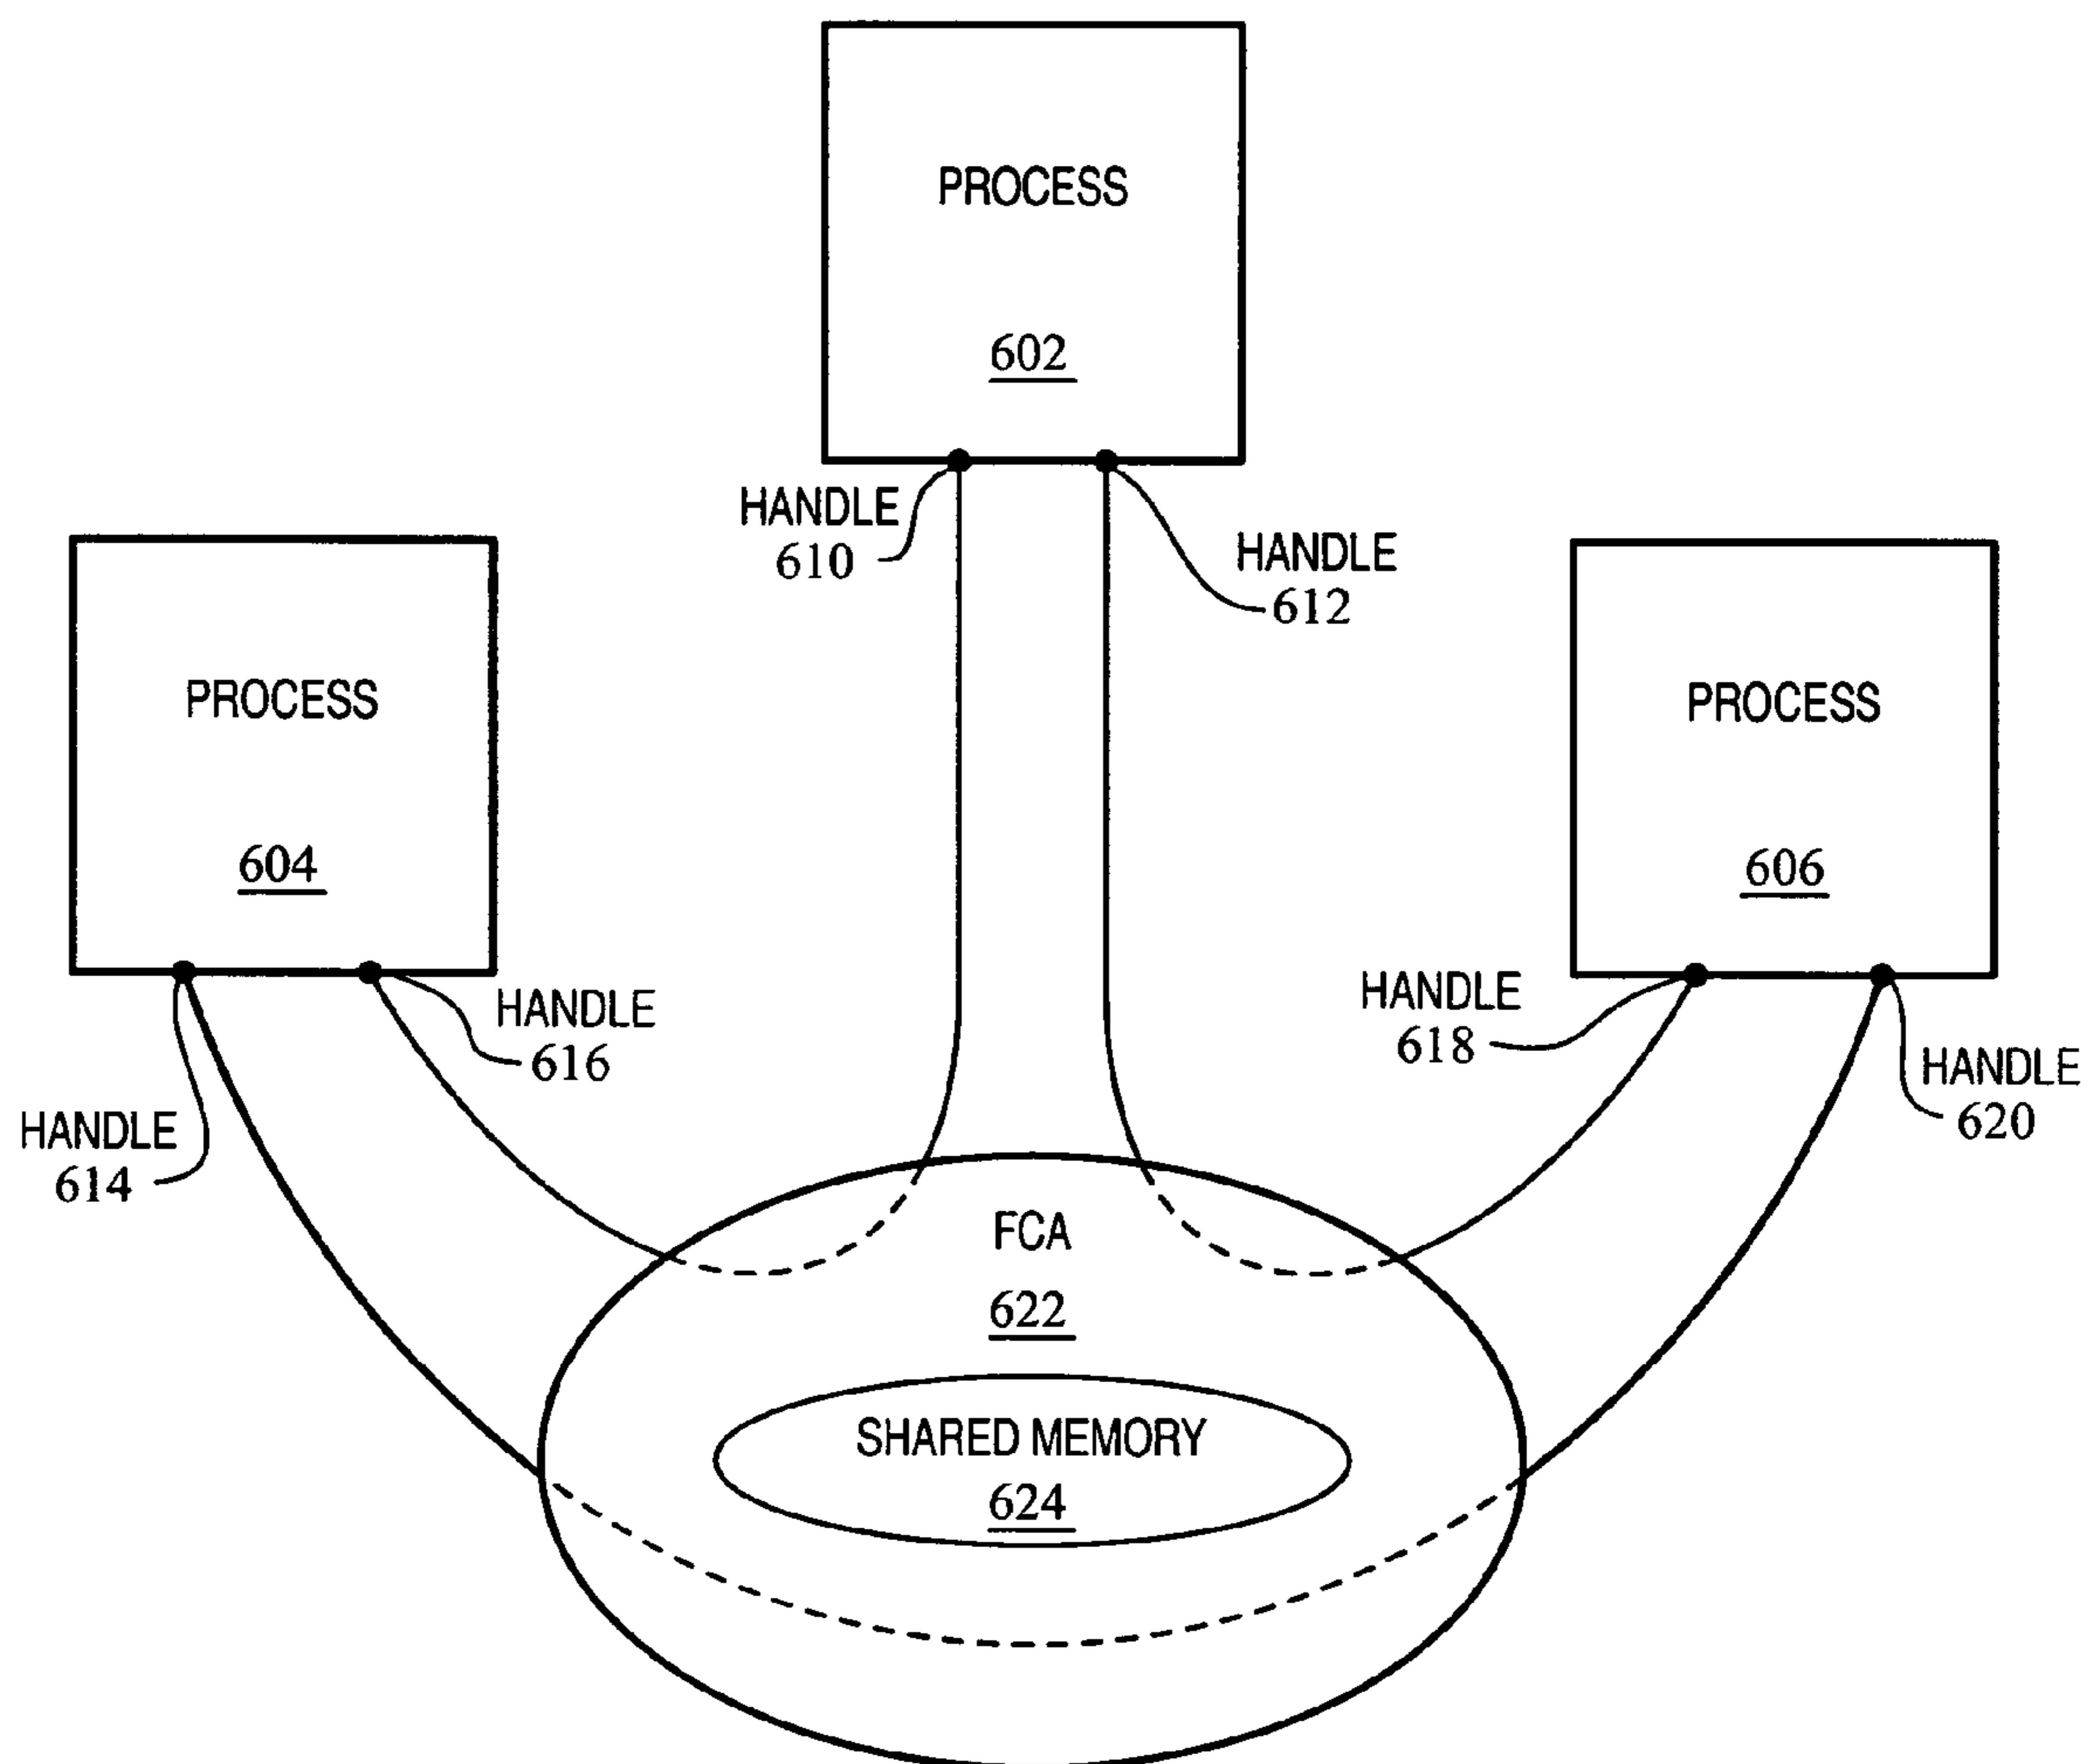 PROCESS
602
HANDLE
610
HANDLE
612
PROCESS
604
PROCESS
606
HANDLE
616
HANDLE
614
HANDLE
618
HANDLE
620
FCA
622
SHARED MEMORY
624